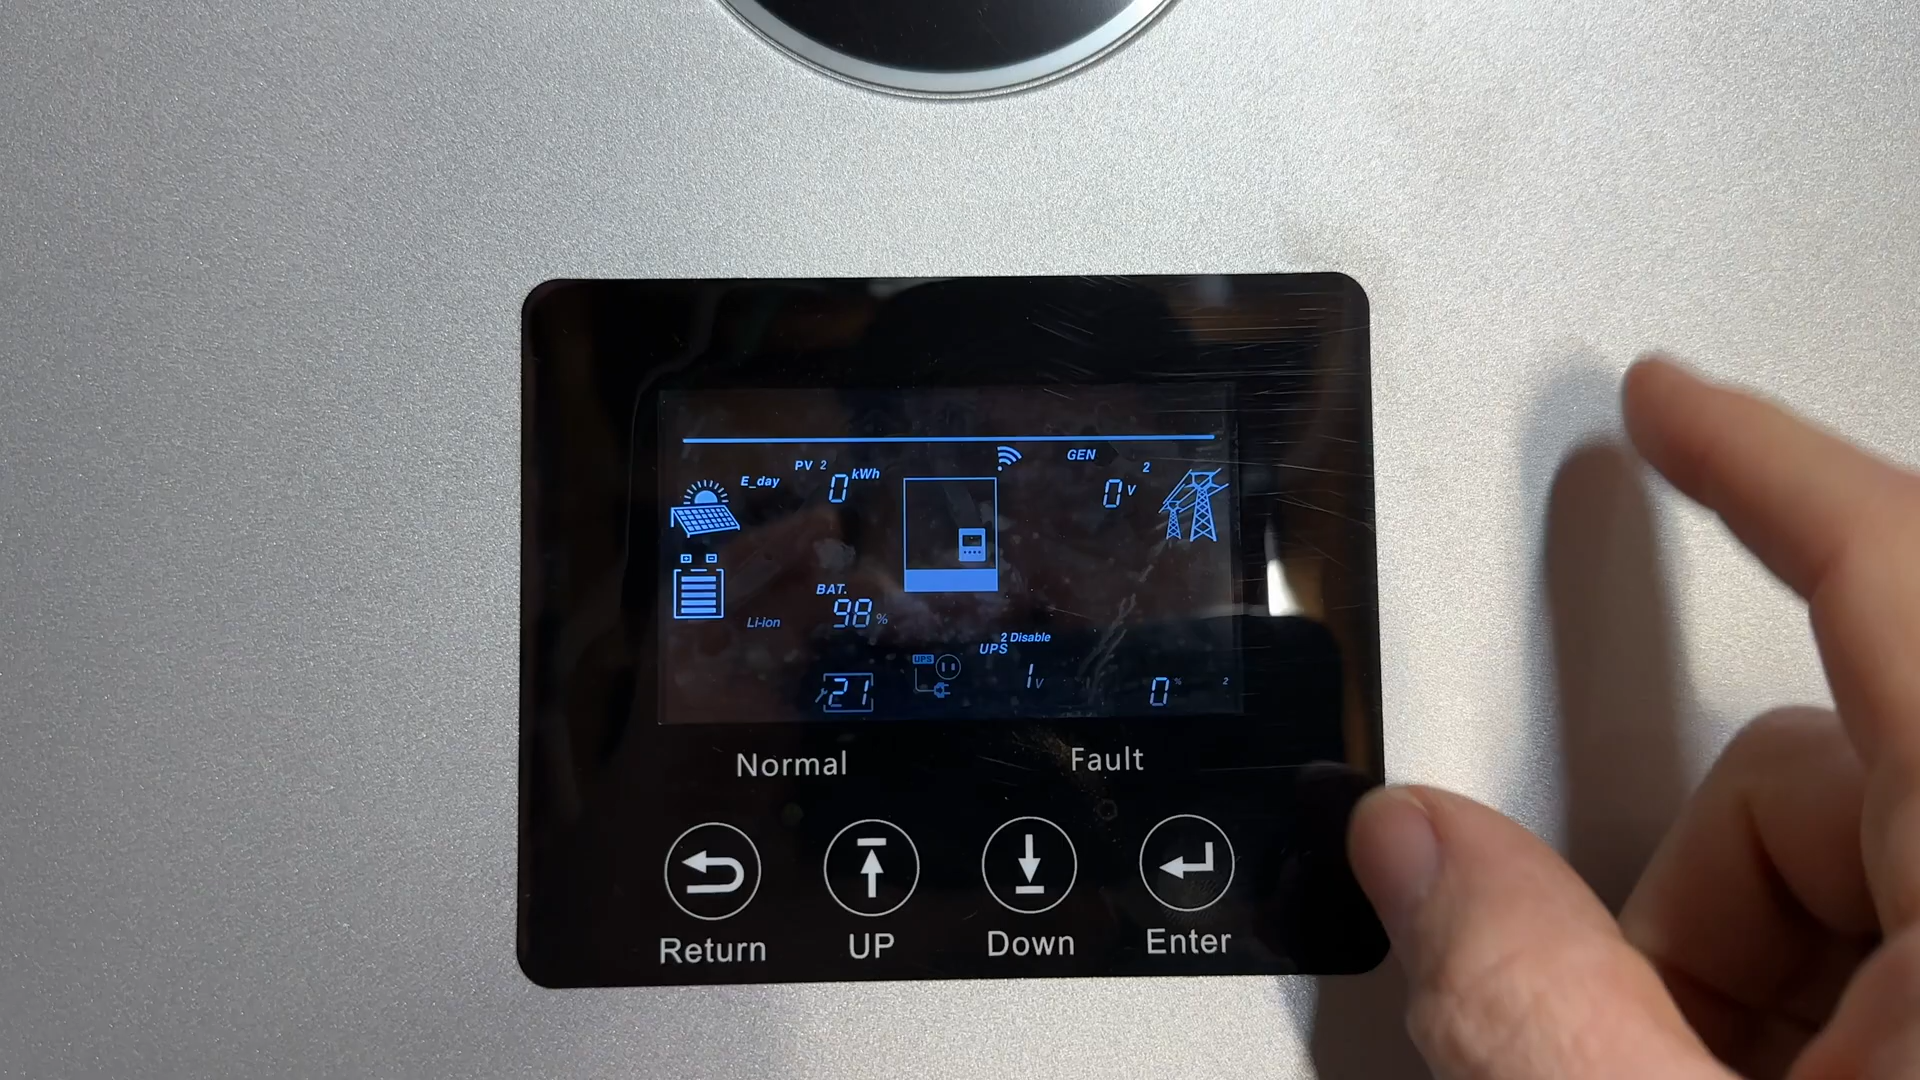 PV 2 GEN
E_day 0 kWh 0 V 2
BAT.
Li-ion 98 %
UPS 2 Disable
UPS
21 1 V 0 % 2
Normal Fault
Return UP Down Enter